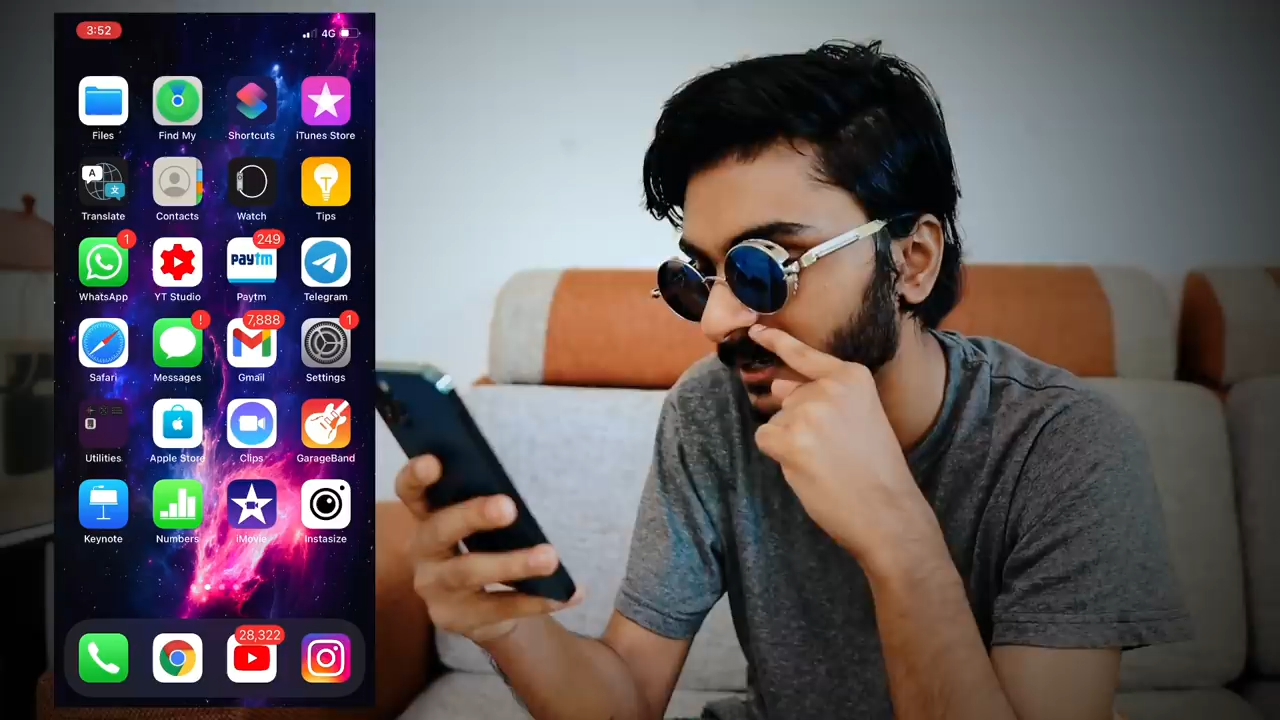 3:52
4G
Files
Find My
Shortcuts
iTunes Store
A
文
Translate
Contacts
Watch
Tips
1
249
paytm
WhatsApp
YT Studio
Paytm
Telegram
!
7,888
1
Safari
Messages
Gmail
Settings
Utilities
Apple Store
Clips
GarageBand
Keynote
Numbers
iMovie
Instasize
28,322